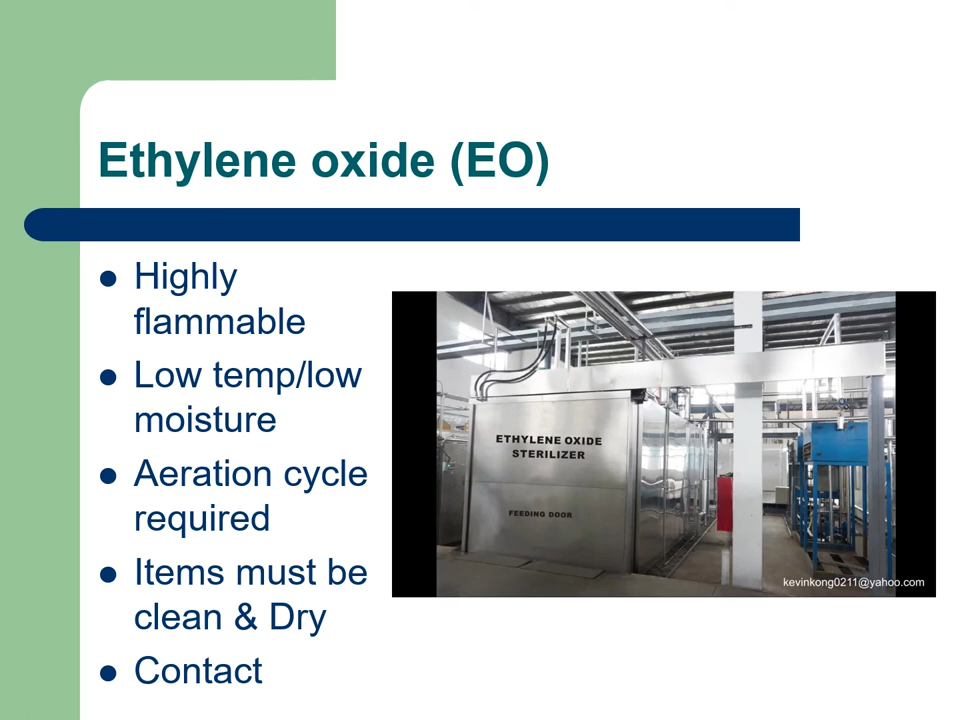 Ethylene oxide (EO)
Highly
flammable
Low temp/low
moisture
Aeration cycle
required
Items must be
clean & Dry
Contact
ETHYLENE OXIDE
STERILIZER
FEEDING DOOR
kevinkong0211@yahoo.com